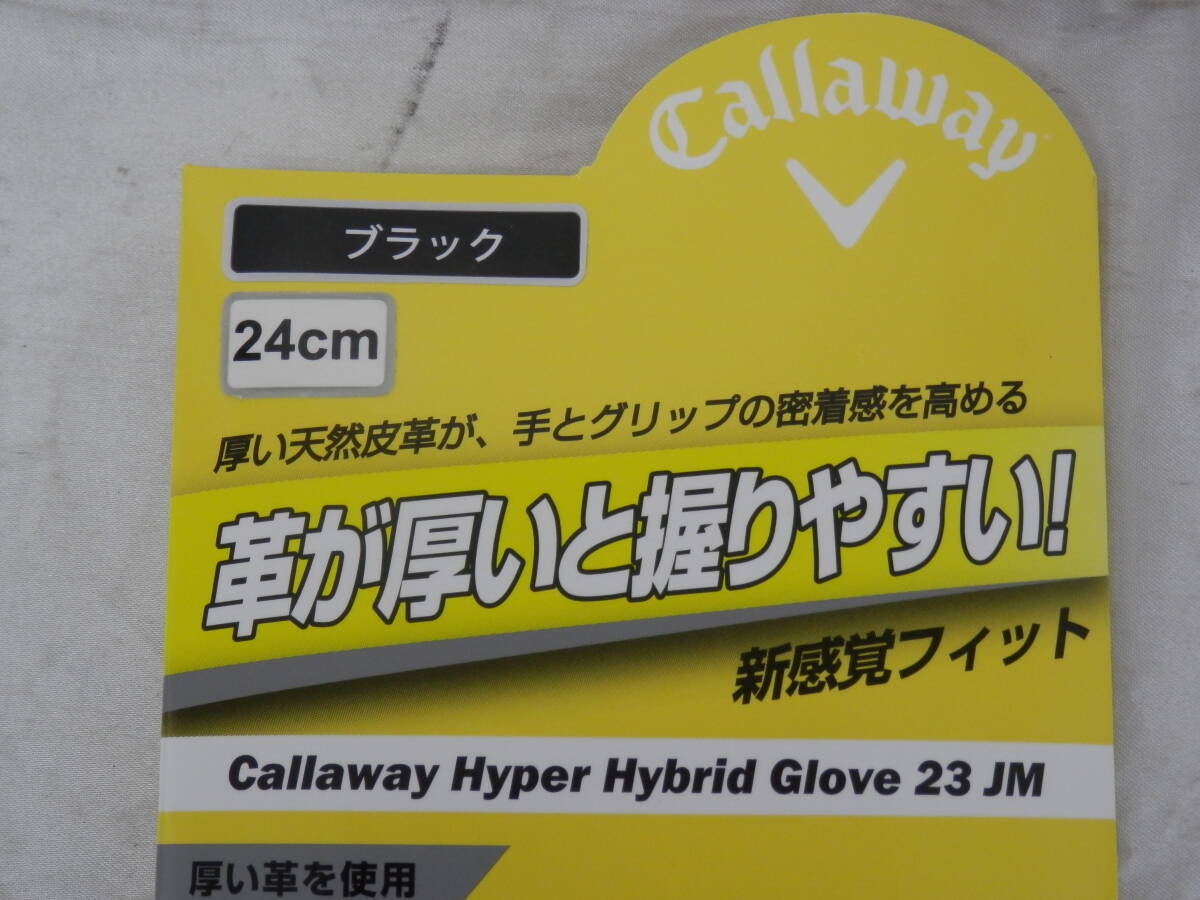 Callaway
ブラック
24cm
厚い天然皮革が、手とグリップの密着感を高める
革が厚いと握りやすい!
新感覚フィット
Callaway Hyper Hybrid Glove 23 JM
厚い革を使用